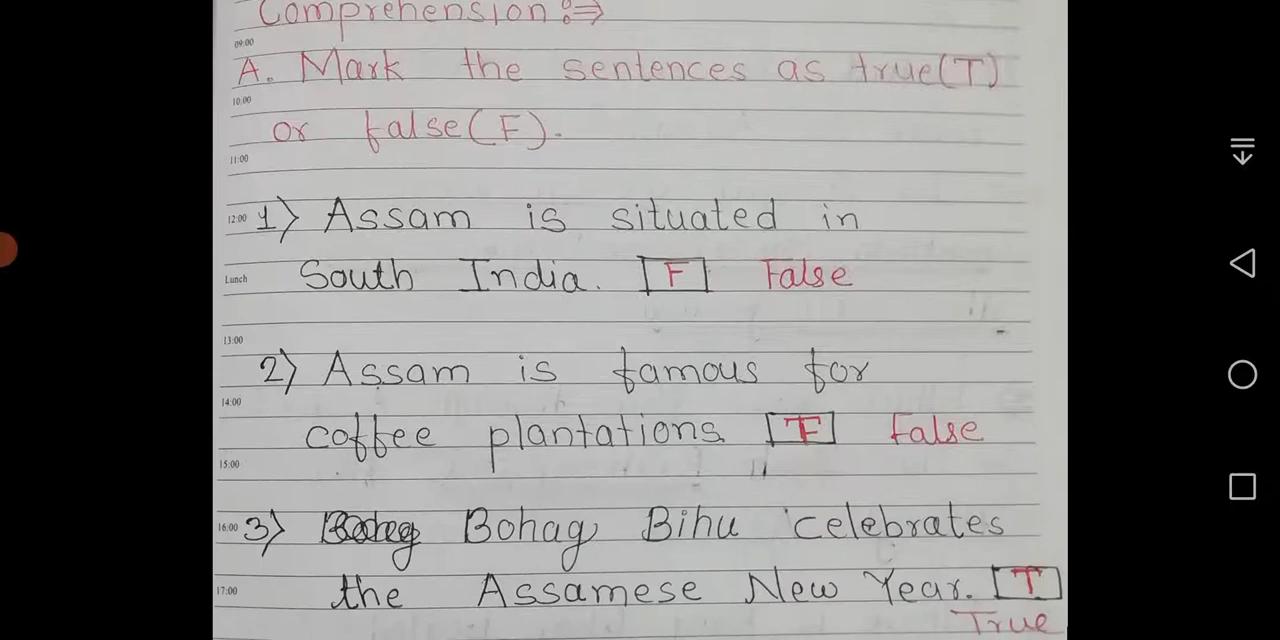 Comprehension :⇒
09:00
A. Mark the sentences as true(T)
10:00
or false(F).
11:00
12:00 1) Assam is situated in
Lunch South India. [F] False
13:00
2) Assam is famous for
14:00
coffee plantations [F] false
15:00
16:00 3) Bohag Bihu celebrates
17:00 the Assamese New Year. [T]
True